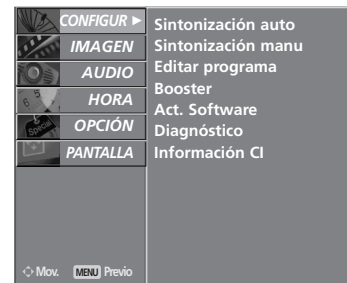 CONFIGUR ►
IMAGEN
AUDIO
HORA
OPCIÓN
PANTALLA
Sintonización auto
Sintonización manu
Editar programa
Booster
Act. Software
Diagnóstico
Información CI
Mov. MENU Previo